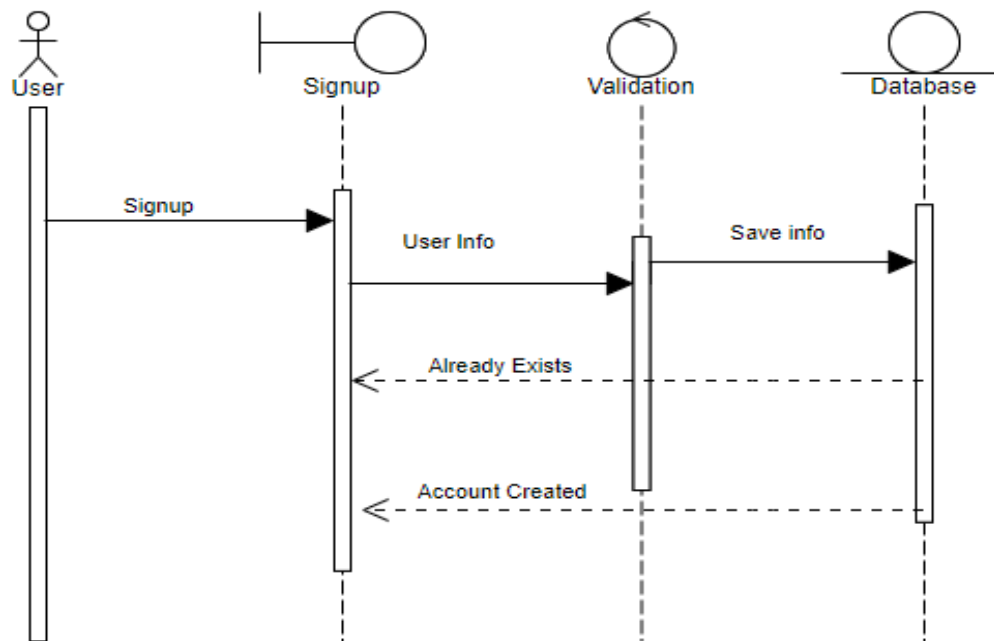 User
Signup
Validation
Database
Signup
User Info
Save info
Already Exists
Account Created